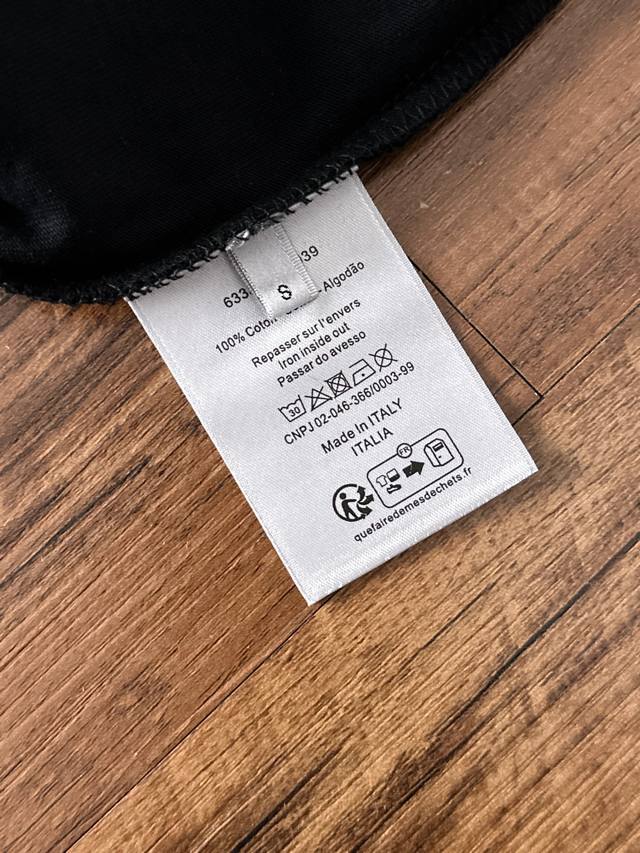 633 39
S
100% Coton Algodão
Repasser sur l'envers
Iron inside out
Passar do avesso
30
CNPJ 02-046-366/0003-99
Made in ITALY
ITALIA
FR
quefairedemesdechets.fr